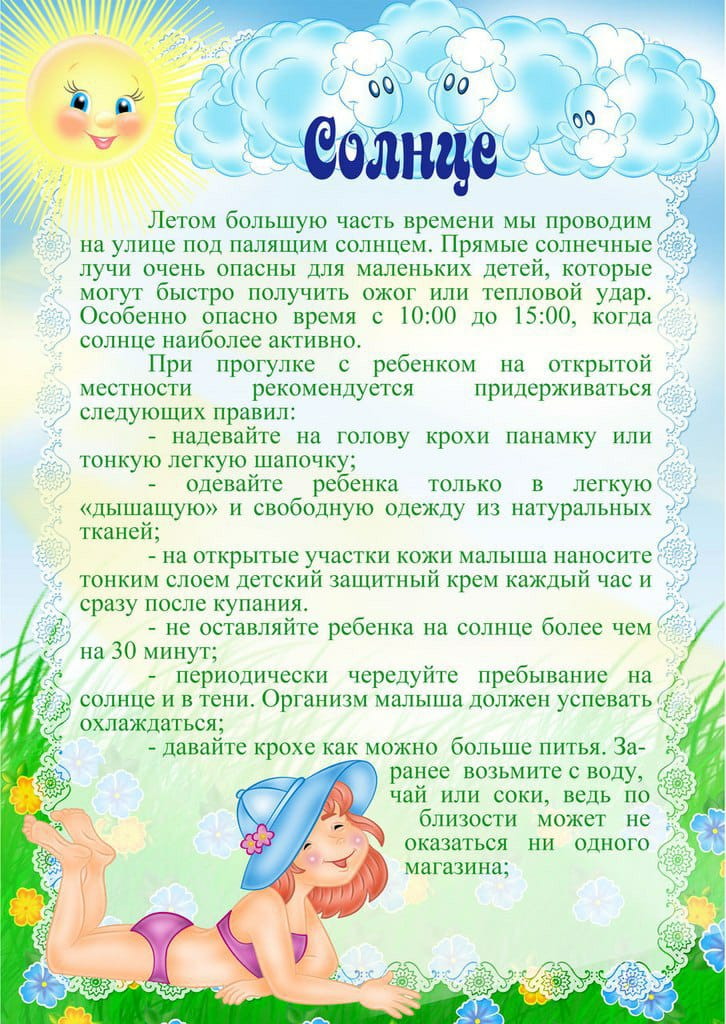 Солнце
Летом большую часть времени мы проводим
на улице под палящим солнцем. Прямые солнечные
лучи очень опасны для маленьких детей, которые
могут быстро получить ожог или тепловой удар.
Особенно опасно время с 10:00 до 15:00, когда
солнце наиболее активно.
При прогулке с ребенком на открытой
местности рекомендуется придерживаться
следующих правил:
- надевайте на голову крохи панамку или
тонкую легкую шапочку;
- одевайте ребенка только в легкую
«дышащую» и свободную одежду из натуральных
тканей;
- на открытые участки кожи малыша наносите
тонким слоем детский защитный крем каждый час и
сразу после купания.
- не оставляйте ребенка на солнце более чем
на 30 минут;
- периодически чередуйте пребывание на
солнце и в тени. Организм малыша должен успевать
охлаждаться;
- давайте крохе как можно больше питья. За-
ранее возьмите с воду,
чай или соки, ведь по
близости может не
оказаться ни одного
магазина;